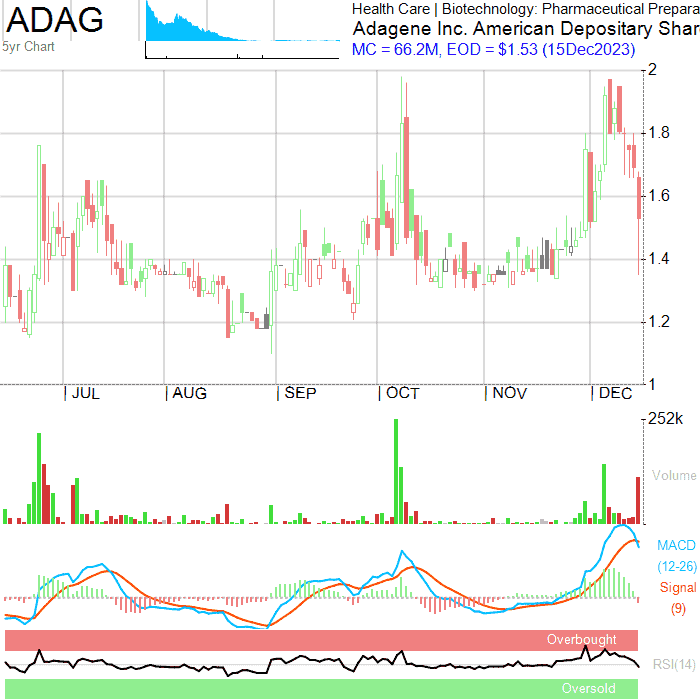 ADAG
5yr Chart
Health Care | Biotechnology: Pharmaceutical Prepara
Adagene Inc. American Depositary Shar
MC = 66.2M, EOD = $1.53 (15Dec2023)
2
1.8
1.6
1.4
1.2
1
| JUL | AUG | SEP | OCT | NOV | DEC
252k
Volume
MACD
(12-26)
Signal
(9)
Overbought
RSI(14)
Oversold